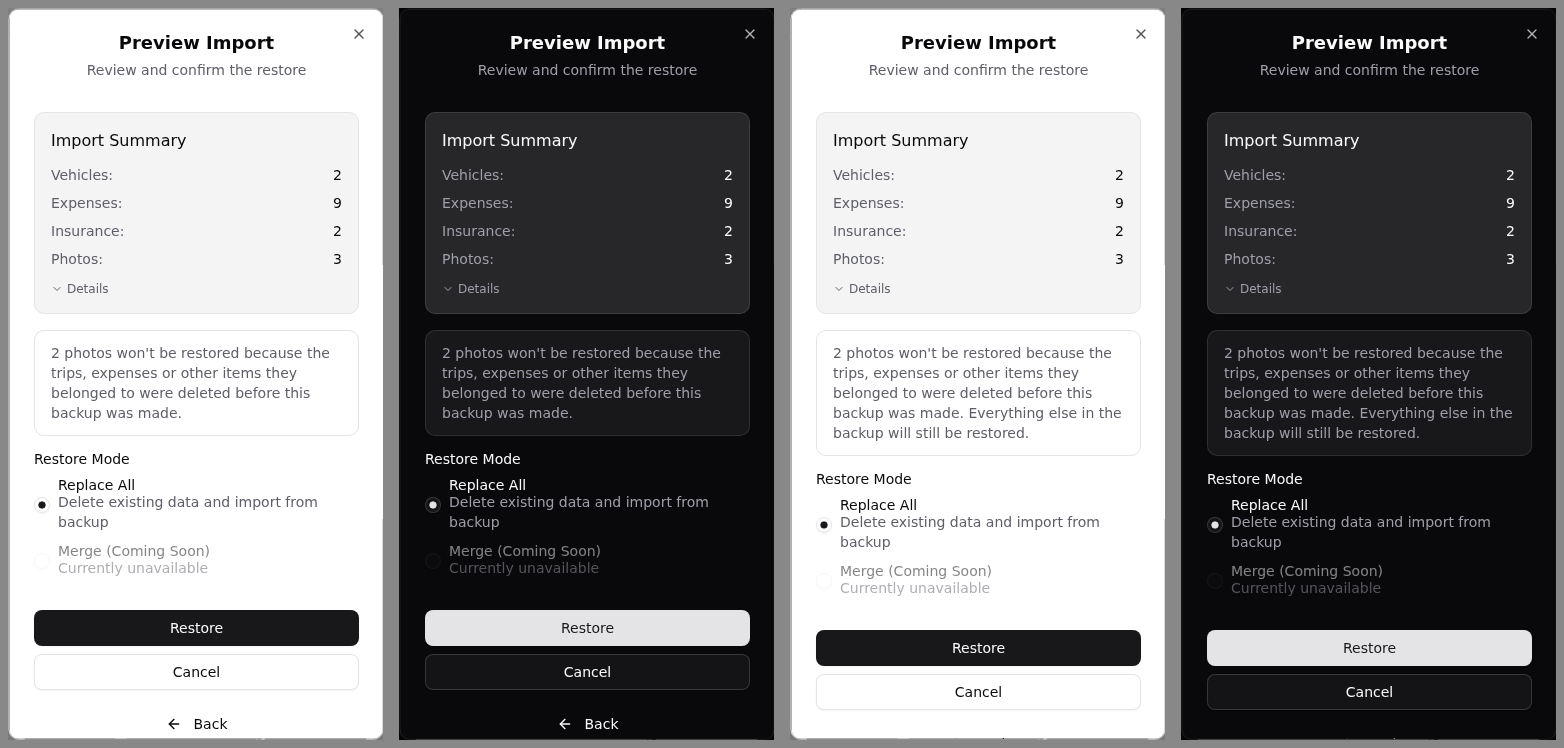 Preview Import
Review and confirm the restore
Import Summary
Vehicles: 2
Expenses: 9
Insurance: 2
Photos: 3
Details
2 photos won't be restored because the
trips, expenses or other items they
belonged to were deleted before this
backup was made.
Restore Mode
Replace All
Delete existing data and import from
backup
Merge (Coming Soon)
Currently unavailable
Restore
Cancel
Back
Preview Import
Review and confirm the restore
Import Summary
Vehicles: 2
Expenses: 9
Insurance: 2
Photos: 3
Details
2 photos won't be restored because the
trips, expenses or other items they
belonged to were deleted before this
backup was made.
Restore Mode
Replace All
Delete existing data and import from
backup
Merge (Coming Soon)
Currently unavailable
Restore
Cancel
Back
Preview Import
Review and confirm the restore
Import Summary
Vehicles: 2
Expenses: 9
Insurance: 2
Photos: 3
Details
2 photos won't be restored because the
trips, expenses or other items they
belonged to were deleted before this
backup was made. Everything else in the
backup will still be restored.
Restore Mode
Replace All
Delete existing data and import from
backup
Merge (Coming Soon)
Currently unavailable
Restore
Cancel
Preview Import
Review and confirm the restore
Import Summary
Vehicles: 2
Expenses: 9
Insurance: 2
Photos: 3
Details
2 photos won't be restored because the
trips, expenses or other items they
belonged to were deleted before this
backup was made. Everything else in the
backup will still be restored.
Restore Mode
Replace All
Delete existing data and import from
backup
Merge (Coming Soon)
Currently unavailable
Restore
Cancel